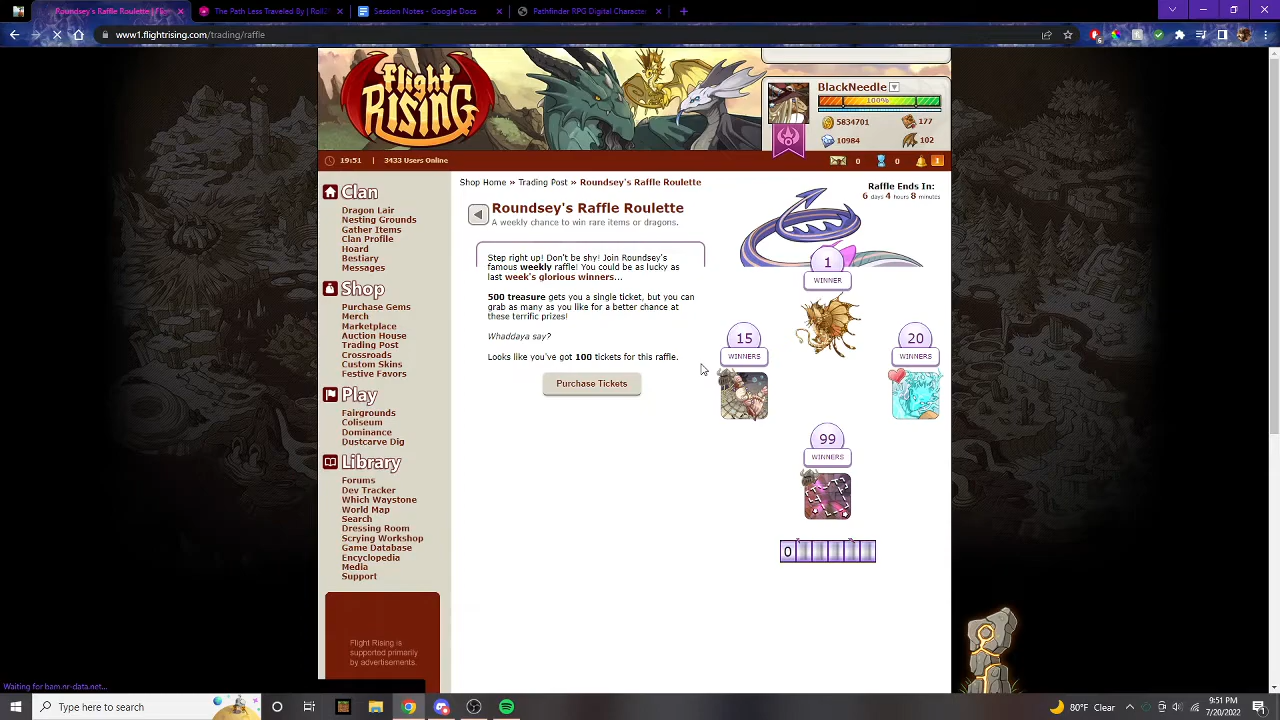 Roundsey's Raffle Roulette | Flig
The Path Less Traveled By | Roll2
Session Notes - Google Docs
Pathfinder RPG Digital Character
www1.flightrising.com/trading/raffle
Flight
RISING
BlackNeedle
100%
5834701
177
10984
102
19:51 | 3433 Users Online
0
0
1
Clan
Dragon Lair
Nesting Grounds
Gather Items
Clan Profile
Hoard
Bestiary
Messages
Shop
Purchase Gems
Merch
Marketplace
Auction House
Trading Post
Crossroads
Custom Skins
Festive Favors
Play
Fairgrounds
Coliseum
Dominance
Dustcarve Dig
Library
Forums
Dev Tracker
Which Waystone
World Map
Search
Dressing Room
Scrying Workshop
Game Database
Encyclopedia
Media
Support
Flight Rising is
supported primarily
by advertisements.
Shop Home » Trading Post » Roundsey's Raffle Roulette
Roundsey's Raffle Roulette
A weekly chance to win rare items or dragons.
Step right up! Don't be shy! Join Roundsey's
famous weekly raffle! You could be as lucky as
last week's glorious winners...
500 treasure gets you a single ticket, but you can
grab as many as you like for a better chance at
these terrific prizes!
Whaddaya say?
Looks like you've got 100 tickets for this raffle.
Purchase Tickets
Raffle Ends In:
6 days 4 hours 8 minutes
1
WINNER
15
WINNERS
20
WINNERS
99
WINNERS
0
Waiting for bam.nr-data.net...
Type here to search
80°F
9:51 PM
7/20/2022